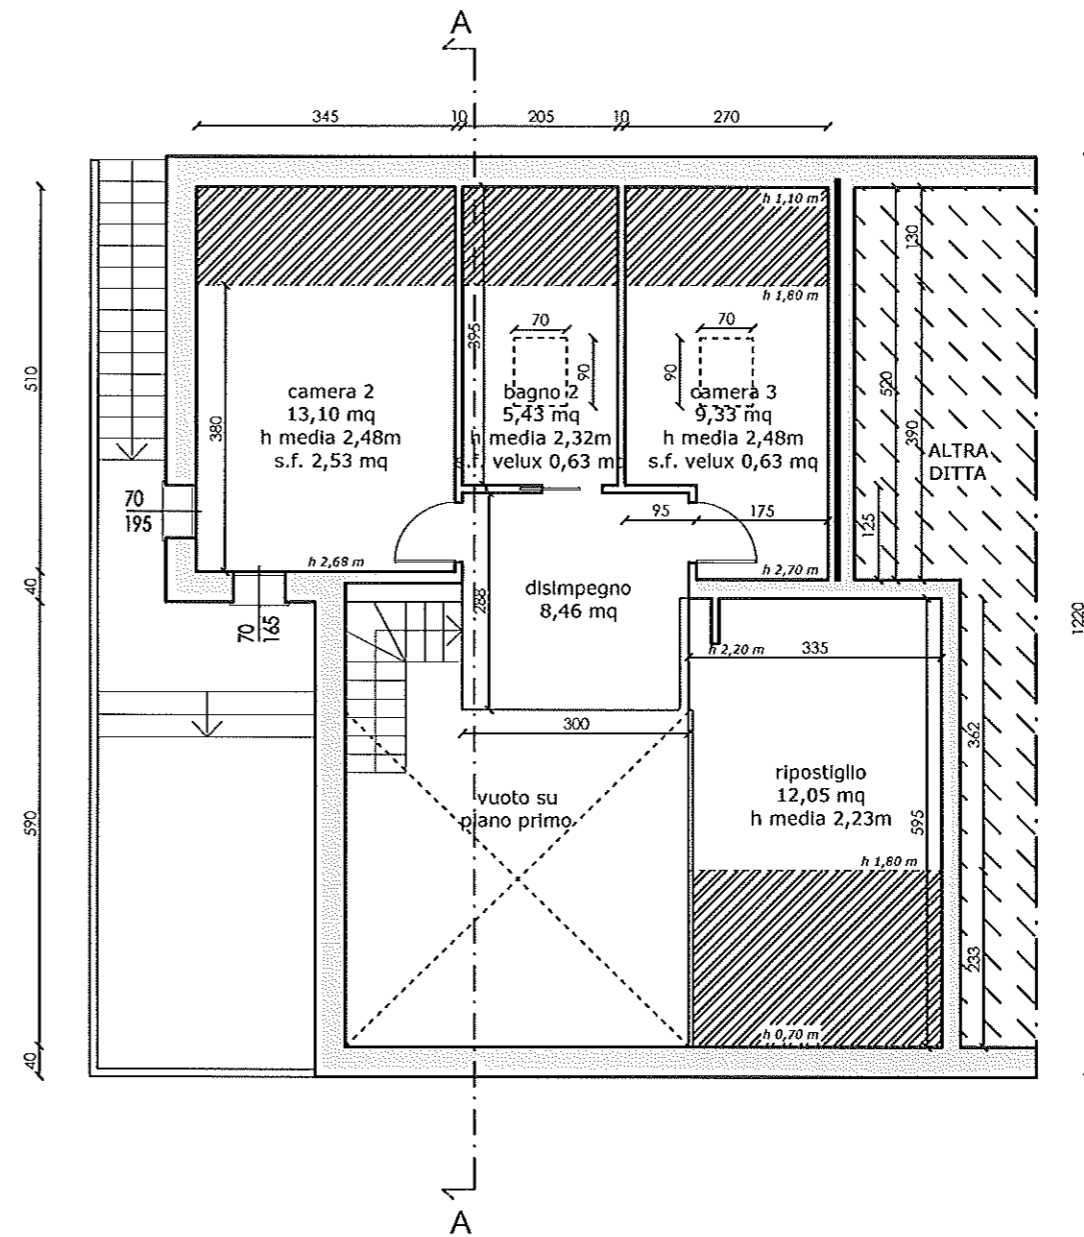 A
345
10
205
10
270
h 1,10 m
130
h 1,80 m
395
70
70
90
90
510
camera 2
13,10 mq
h media 2,48m
s.f. 2,53 mq
bagno 2
5,43 mq
h media 2,32m
s.f. velux 0,63 mq
camera 3
9,33 mq
h media 2,48m
s.f. velux 0,63 mq
380
520
390
ALTRA
DITTA
70
195
95
175
125
h 2,68 m
h 2,70 m
40
70
165
288
disimpegno
8,46 mq
1220
h 2,20 m
335
300
362
ripostiglio
12,05 mq
h media 2,23m
vuoto su
piano primo
590
595
h 1,80 m
233
h 0,70 m
40
A